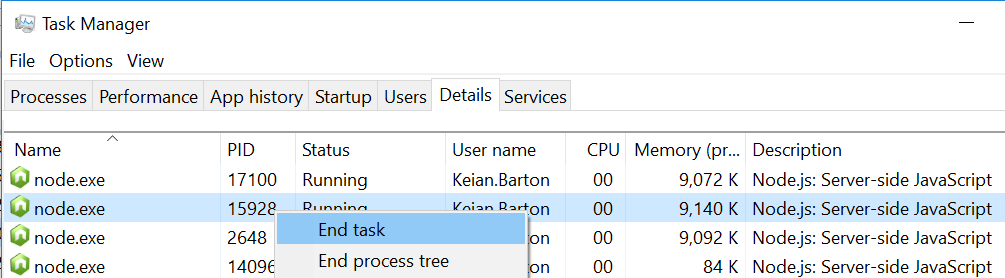 Task Manager
File Options View
Processes Performance App history Startup Users Details Services
Name PID Status User name CPU Memory (pr... Description
node.exe 17100 Running Keian.Barton 00 9,072 K Node.js: Server-side JavaScript
node.exe 15928 Running Keian.Barton 00 9,140 K Node.js: Server-side JavaScript
node.exe 2648 End task 00 9,092 K Node.js: Server-side JavaScript
node.exe 14096 End process tree 00 84 K Node.js: Server-side JavaScript